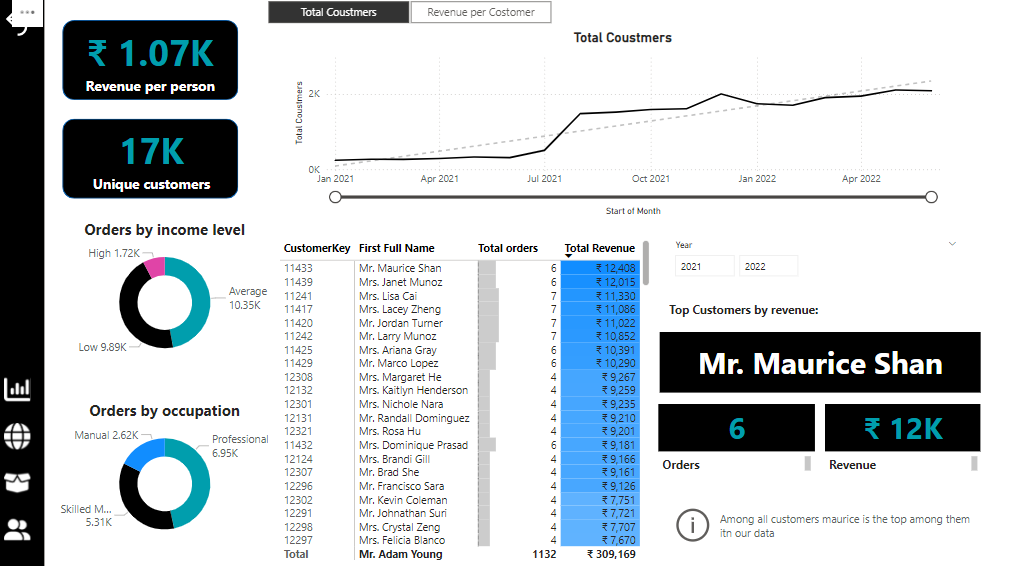 Total Coustmers
Revenue per Costomer
₹ 1.07K
Revenue per person
17K
Unique customers
Total Coustmers
Total Coustmers
2K
0K
Jan 2021
Apr 2021
Jul 2021
Oct 2021
Jan 2022
Apr 2022
Start of Month
Orders by income level
High 1.72K
Average
10.35K
Low 9.89K
Orders by occupation
Manual 2.62K
Professional
6.95K
Skilled M...
5.31K
CustomerKey First Full Name Total orders Total Revenue
11433 Mr. Maurice Shan 6 ₹ 12,408
11439 Mrs. Janet Munoz 6 ₹ 12,015
11241 Mrs. Lisa Cai 7 ₹ 11,330
11417 Mrs. Lacey Zheng 7 ₹ 11,086
11420 Mr. Jordan Turner 7 ₹ 11,022
11242 Mr. Larry Munoz 7 ₹ 10,852
11425 Mrs. Ariana Gray 6 ₹ 10,391
11429 Mr. Marco Lopez 6 ₹ 10,290
12308 Mrs. Margaret He 4 ₹ 9,267
12132 Mrs. Kaitlyn Henderson 4 ₹ 9,259
12301 Mrs. Nichole Nara 4 ₹ 9,235
12131 Mr. Randall Dominguez 4 ₹ 9,210
12321 Mrs. Rosa Hu 4 ₹ 9,201
11432 Mrs. Dominique Prasad 6 ₹ 9,181
12124 Mrs. Brandi Gill 4 ₹ 9,166
12307 Mr. Brad She 4 ₹ 9,161
12296 Mr. Francisco Sara 4 ₹ 9,126
12302 Mr. Kevin Coleman 4 ₹ 7,751
12291 Mr. Johnathan Suri 4 ₹ 7,721
12298 Mrs. Crystal Zeng 4 ₹ 7,707
12297 Mrs. Felicia Blanco 4 ₹ 7,670
Total Mr. Adam Young 1132 ₹ 309,169
Year
2021
2022
Top Customers by revenue:
Mr. Maurice Shan
6
Orders
₹ 12K
Revenue
Among all customers maurice is the top among them
itn our data